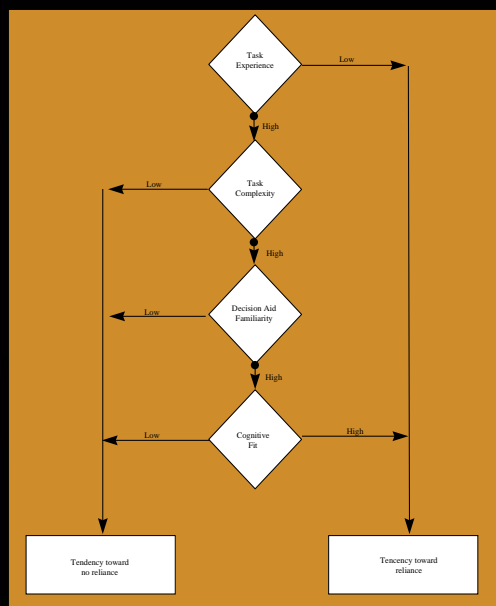 Task
Experience
Low
High
Task
Complexity
Low
High
Decision Aid
Familiarity
Low
High
Cognitive
Fit
Low
High
Tendency toward
no reliance
Tencency toward
reliance